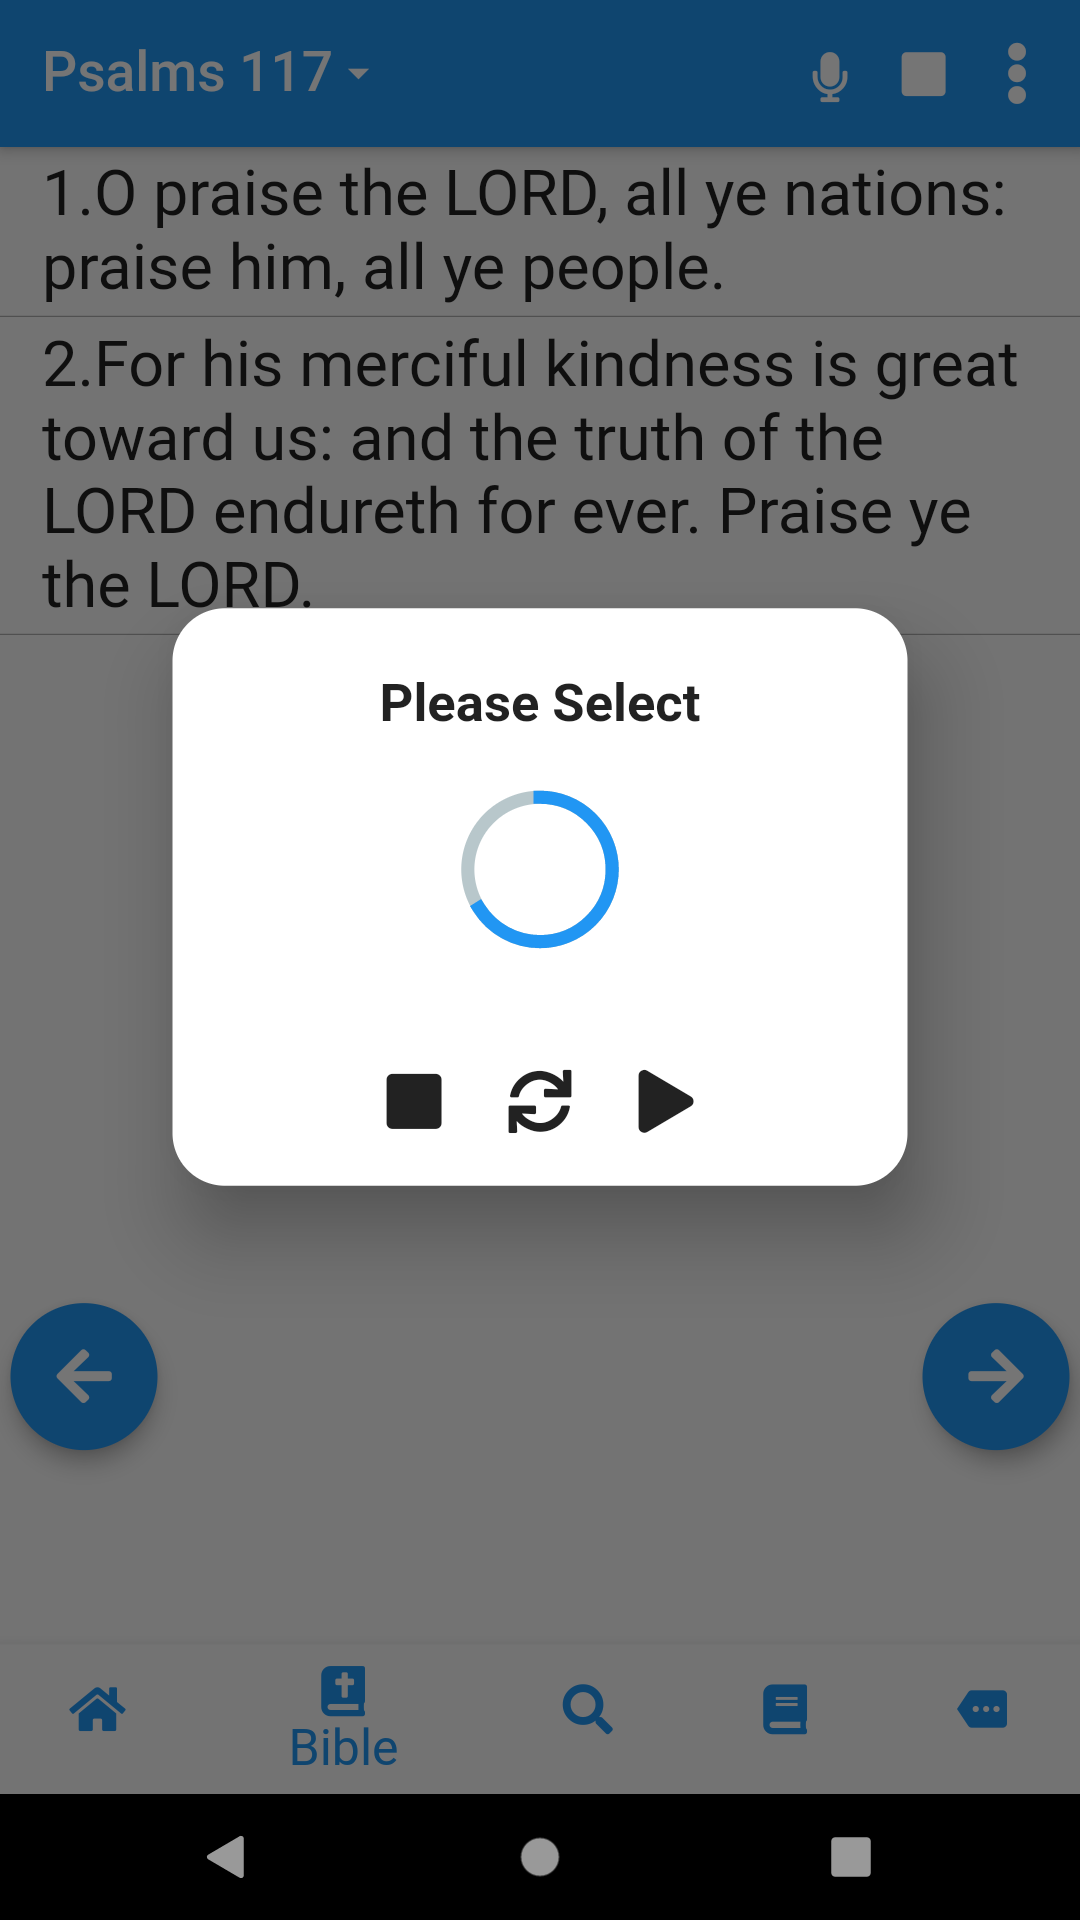 Psalms 117
1.O praise the LORD, all ye nations:
praise him, all ye people.
2.For his merciful kindness is great
toward us: and the truth of the
LORD endureth for ever. Praise ye
the LORD.
Please Select
Bible